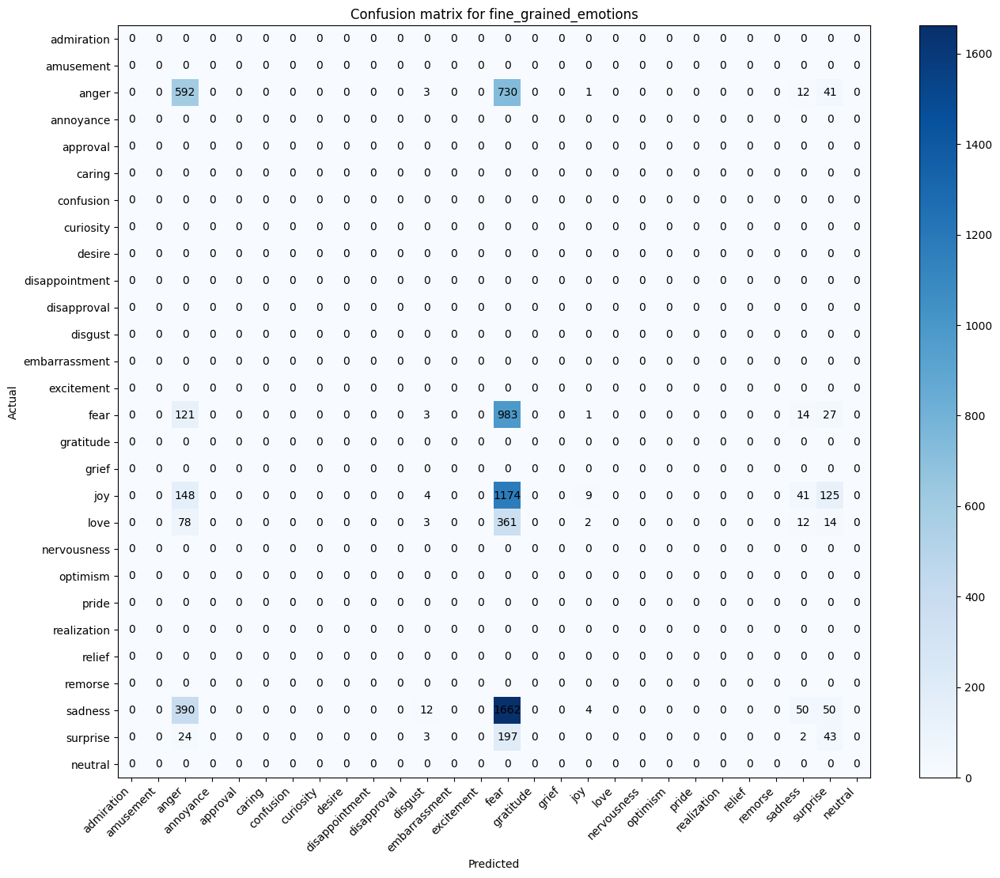 Confusion matrix for fine_grained_emotions
admiration 0 0 0 0 0 0 0 0 0 0 0 0 0 0 0 0 0 0 0 0 0 0 0 0 0 0 0 0
amusement 0 0 0 0 0 0 0 0 0 0 0 0 0 0 0 0 0 0 0 0 0 0 0 0 0 0 0 0
anger 0 0 592 0 0 0 0 0 0 0 0 3 0 0 730 0 0 1 0 0 0 0 0 0 0 12 41 0
annoyance 0 0 0 0 0 0 0 0 0 0 0 0 0 0 0 0 0 0 0 0 0 0 0 0 0 0 0 0
approval 0 0 0 0 0 0 0 0 0 0 0 0 0 0 0 0 0 0 0 0 0 0 0 0 0 0 0 0
caring 0 0 0 0 0 0 0 0 0 0 0 0 0 0 0 0 0 0 0 0 0 0 0 0 0 0 0 0
confusion 0 0 0 0 0 0 0 0 0 0 0 0 0 0 0 0 0 0 0 0 0 0 0 0 0 0 0 0
curiosity 0 0 0 0 0 0 0 0 0 0 0 0 0 0 0 0 0 0 0 0 0 0 0 0 0 0 0 0
desire 0 0 0 0 0 0 0 0 0 0 0 0 0 0 0 0 0 0 0 0 0 0 0 0 0 0 0 0
disappointment 0 0 0 0 0 0 0 0 0 0 0 0 0 0 0 0 0 0 0 0 0 0 0 0 0 0 0 0
disapproval 0 0 0 0 0 0 0 0 0 0 0 0 0 0 0 0 0 0 0 0 0 0 0 0 0 0 0 0
disgust 0 0 0 0 0 0 0 0 0 0 0 0 0 0 0 0 0 0 0 0 0 0 0 0 0 0 0 0
embarrassment 0 0 0 0 0 0 0 0 0 0 0 0 0 0 0 0 0 0 0 0 0 0 0 0 0 0 0 0
excitement 0 0 0 0 0 0 0 0 0 0 0 0 0 0 0 0 0 0 0 0 0 0 0 0 0 0 0 0
fear 0 0 121 0 0 0 0 0 0 0 0 3 0 0 983 0 0 1 0 0 0 0 0 0 0 14 27 0
gratitude 0 0 0 0 0 0 0 0 0 0 0 0 0 0 0 0 0 0 0 0 0 0 0 0 0 0 0 0
grief 0 0 0 0 0 0 0 0 0 0 0 0 0 0 0 0 0 0 0 0 0 0 0 0 0 0 0 0
joy 0 0 148 0 0 0 0 0 0 0 0 4 0 0 1174 0 0 9 0 0 0 0 0 0 0 41 125 0
love 0 0 78 0 0 0 0 0 0 0 0 3 0 0 361 0 0 2 0 0 0 0 0 0 0 12 14 0
nervousness 0 0 0 0 0 0 0 0 0 0 0 0 0 0 0 0 0 0 0 0 0 0 0 0 0 0 0 0
optimism 0 0 0 0 0 0 0 0 0 0 0 0 0 0 0 0 0 0 0 0 0 0 0 0 0 0 0 0
pride 0 0 0 0 0 0 0 0 0 0 0 0 0 0 0 0 0 0 0 0 0 0 0 0 0 0 0 0
realization 0 0 0 0 0 0 0 0 0 0 0 0 0 0 0 0 0 0 0 0 0 0 0 0 0 0 0 0
relief 0 0 0 0 0 0 0 0 0 0 0 0 0 0 0 0 0 0 0 0 0 0 0 0 0 0 0 0
remorse 0 0 0 0 0 0 0 0 0 0 0 0 0 0 0 0 0 0 0 0 0 0 0 0 0 0 0 0
sadness 0 0 390 0 0 0 0 0 0 0 0 12 0 0 1662 0 0 4 0 0 0 0 0 0 0 50 50 0
surprise 0 0 24 0 0 0 0 0 0 0 0 3 0 0 197 0 0 0 0 0 0 0 0 0 0 2 43 0
neutral 0 0 0 0 0 0 0 0 0 0 0 0 0 0 0 0 0 0 0 0 0 0 0 0 0 0 0 0
Actual
admiration
amusement
anger
annoyance
approval
caring
confusion
curiosity
desire
disappointment
disapproval
disgust
embarrassment
excitement
fear
gratitude
grief
joy
love
nervousness
optimism
pride
realization
relief
remorse
sadness
surprise
neutral
Predicted
1600
1400
1200
1000
800
600
400
200
0